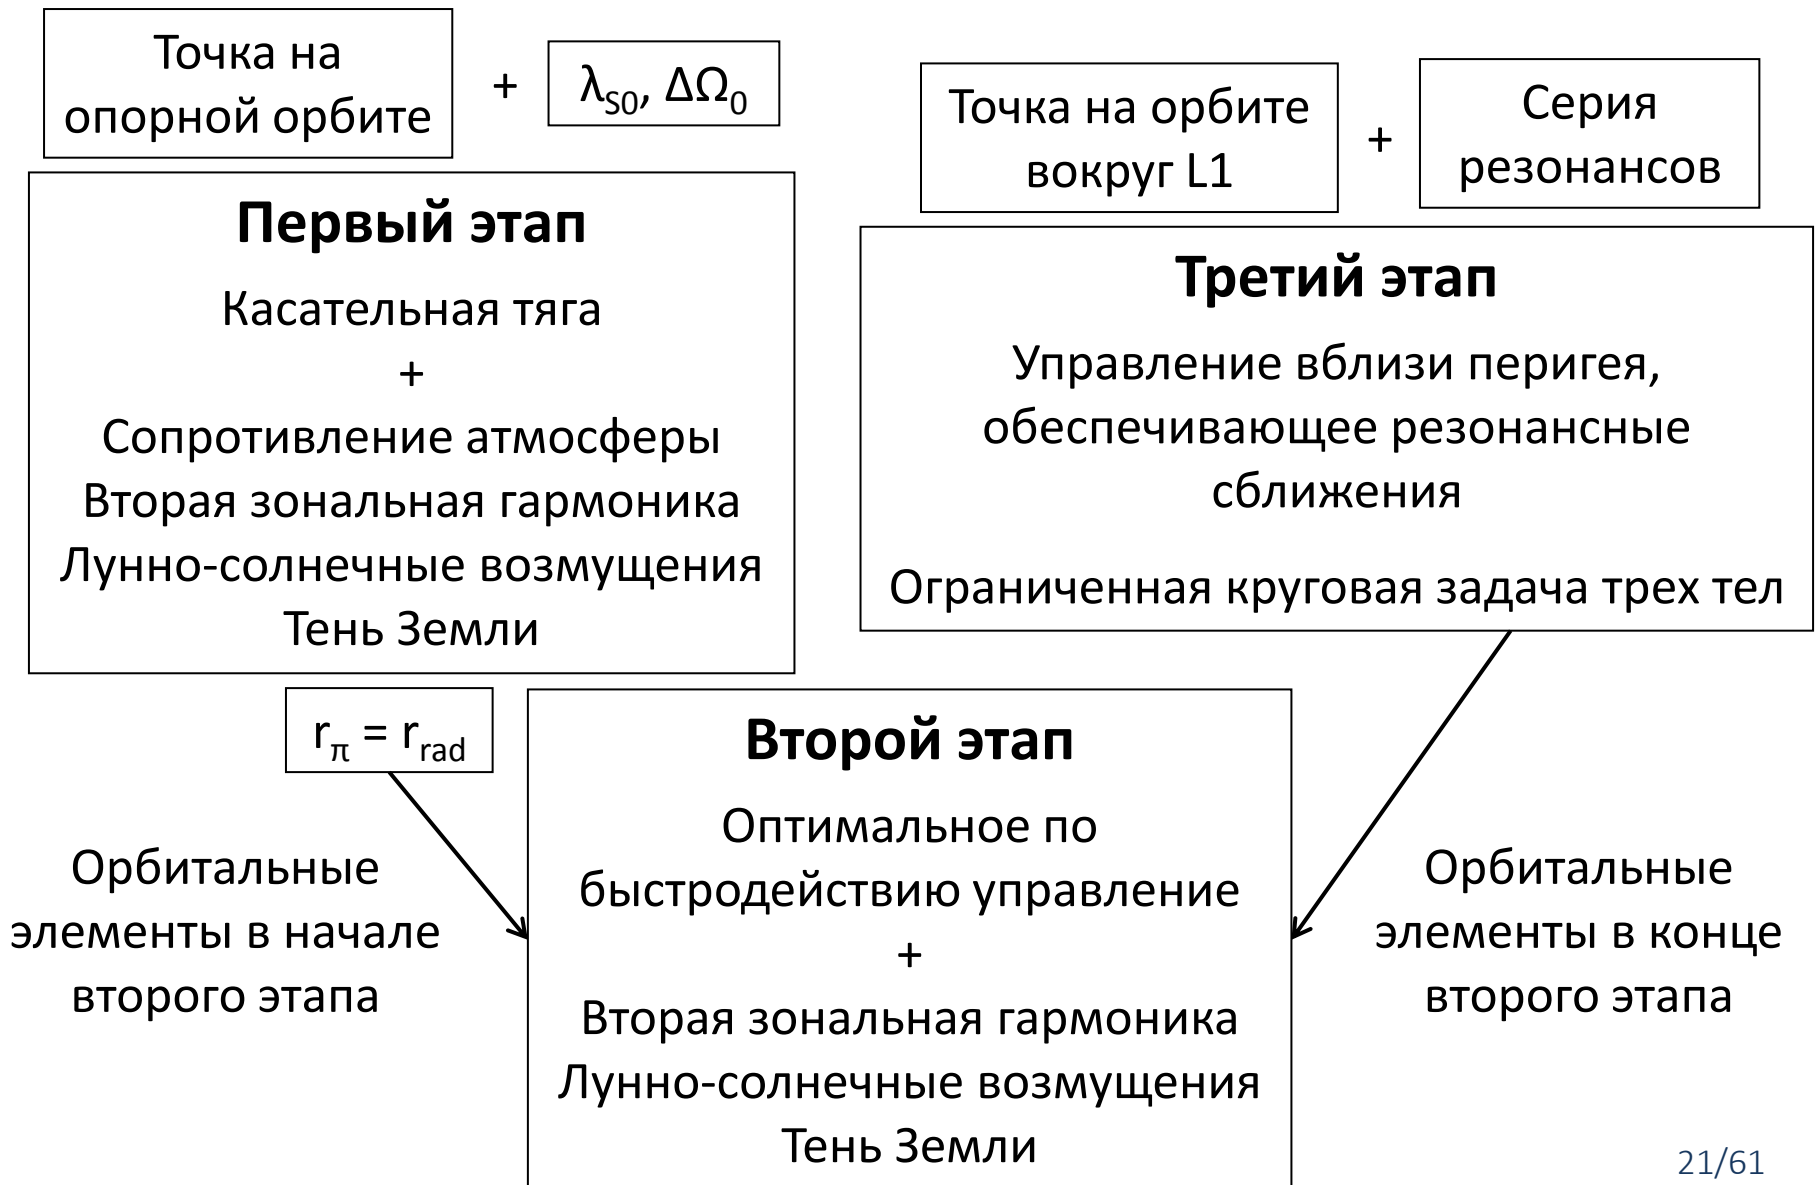 Точка на
опорной орбите
+
λS0, ΔΩ0
Первый этап
Касательная тяга
+
Сопротивление атмосферы
Вторая зональная гармоника
Лунно-солнечные возмущения
Тень Земли
Точка на орбите
вокруг L1
+
Серия
резонансов
Третий этап
Управление вблизи перигея,
обеспечивающее резонансные
сближения
Ограниченная круговая задача трех тел
rπ = rrad
Орбитальные
элементы в начале
второго этапа
Второй этап
Оптимальное по
быстродействию управление
+
Вторая зональная гармоника
Лунно-солнечные возмущения
Тень Земли
Орбитальные
элементы в конце
второго этапа
21/61